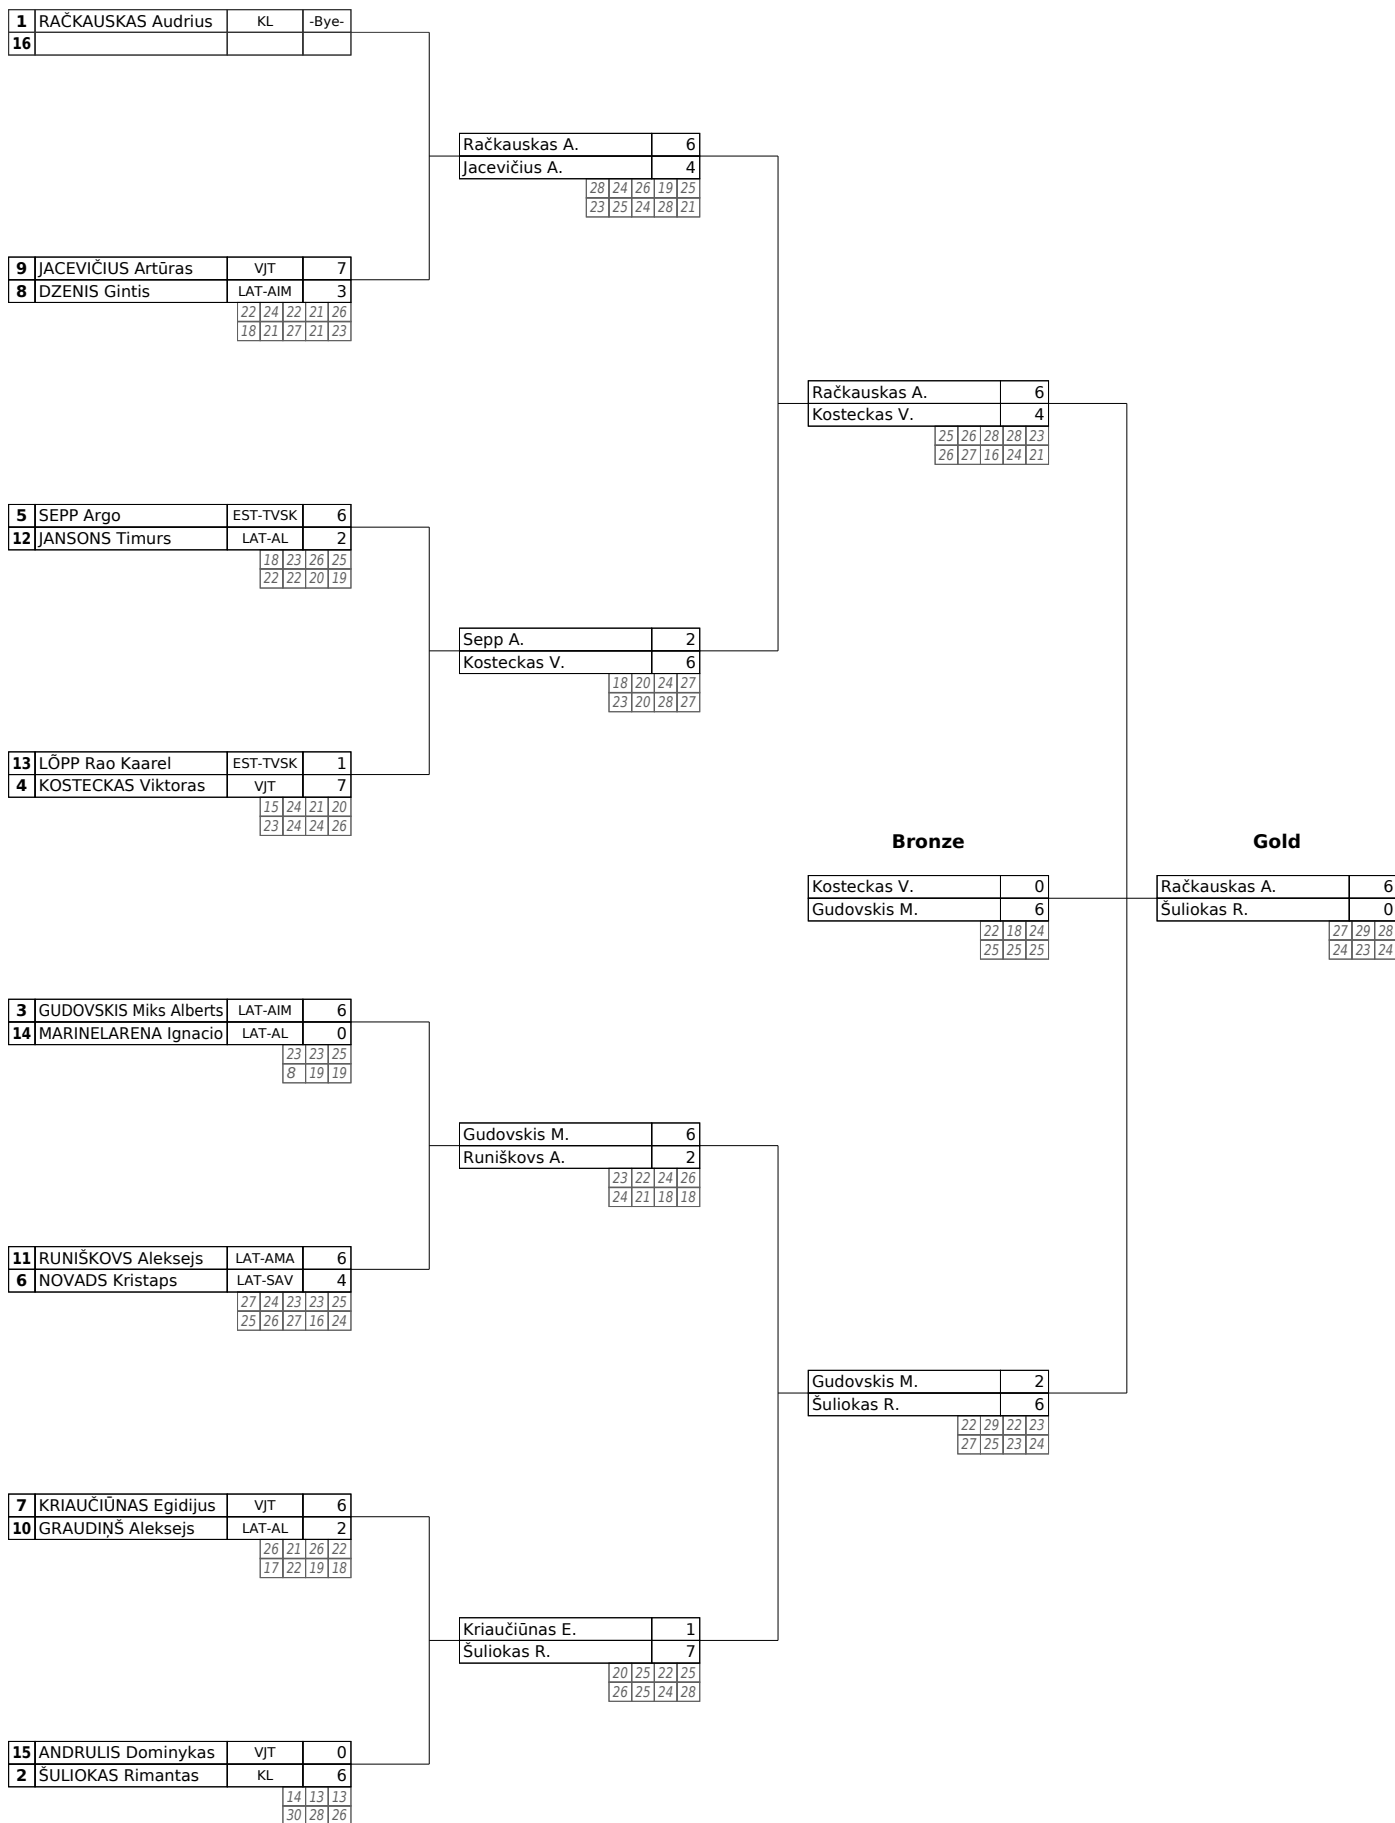 1 RAČKAUSKAS Audrius KL -Bye-
16
Račkauskas A. 6
Jacevičius A. 4
28 24 26 19 25
23 25 24 28 21
9 JACEVIČIUS Artūras VJT 7
8 DZENIS Gintis LAT-AIM 3
22 24 22 21 26
18 21 27 21 23
Račkauskas A. 6
Kosteckas V. 4
25 26 28 28 23
26 27 16 24 21
5 SEPP Argo EST-TVSK 6
12 JANSONS Timurs LAT-AL 2
18 23 26 25
22 22 20 19
Sepp A. 2
Kosteckas V. 6
18 20 24 27
23 20 28 27
13 LÕPP Rao Kaarel EST-TVSK 1
4 KOSTECKAS Viktoras VJT 7
15 24 21 20
23 24 24 26
Bronze Gold
Kosteckas V. 0 Račkauskas A. 6
Gudovskis M. 6 Šuliokas R. 0
22 18 24 27 29 28
25 25 25 24 23 24
3 GUDOVSKIS Miks Alberts LAT-AIM 6
14 MARINELARENA Ignacio LAT-AL 0
23 23 25
8 19 19
Gudovskis M. 6
Runiškovs A. 2
23 22 24 26
24 21 18 18
11 RUNIŠKOVS Aleksejs LAT-AMA 6
6 NOVADS Kristaps LAT-SAV 4
27 24 23 23 25
25 26 27 16 24
Gudovskis M. 2
Šuliokas R. 6
22 29 22 23
27 25 23 24
7 KRIAUČIŪNAS Egidijus VJT 6
10 GRAUDIŅŠ Aleksejs LAT-AL 2
26 21 26 22
17 22 19 18
Kriaučiūnas E. 1
Šuliokas R. 7
20 25 22 25
26 25 24 28
15 ANDRULIS Dominykas VJT 0
2 ŠULIOKAS Rimantas KL 6
14 13 13
30 28 26